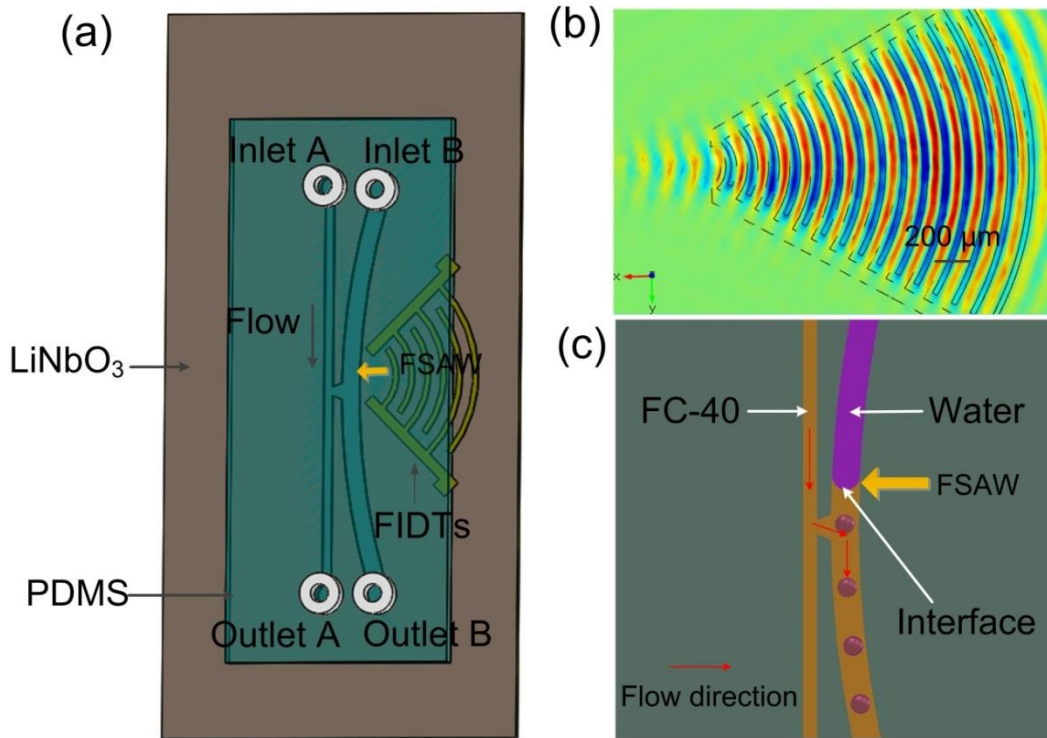 (a)
Inlet A Inlet B
Flow
FSAW
LiNbO₃
FIDTs
PDMS
Outlet A Outlet B
(b)
200 µm
x
y
(c)
FC-40
Water
FSAW
Interface
Flow direction